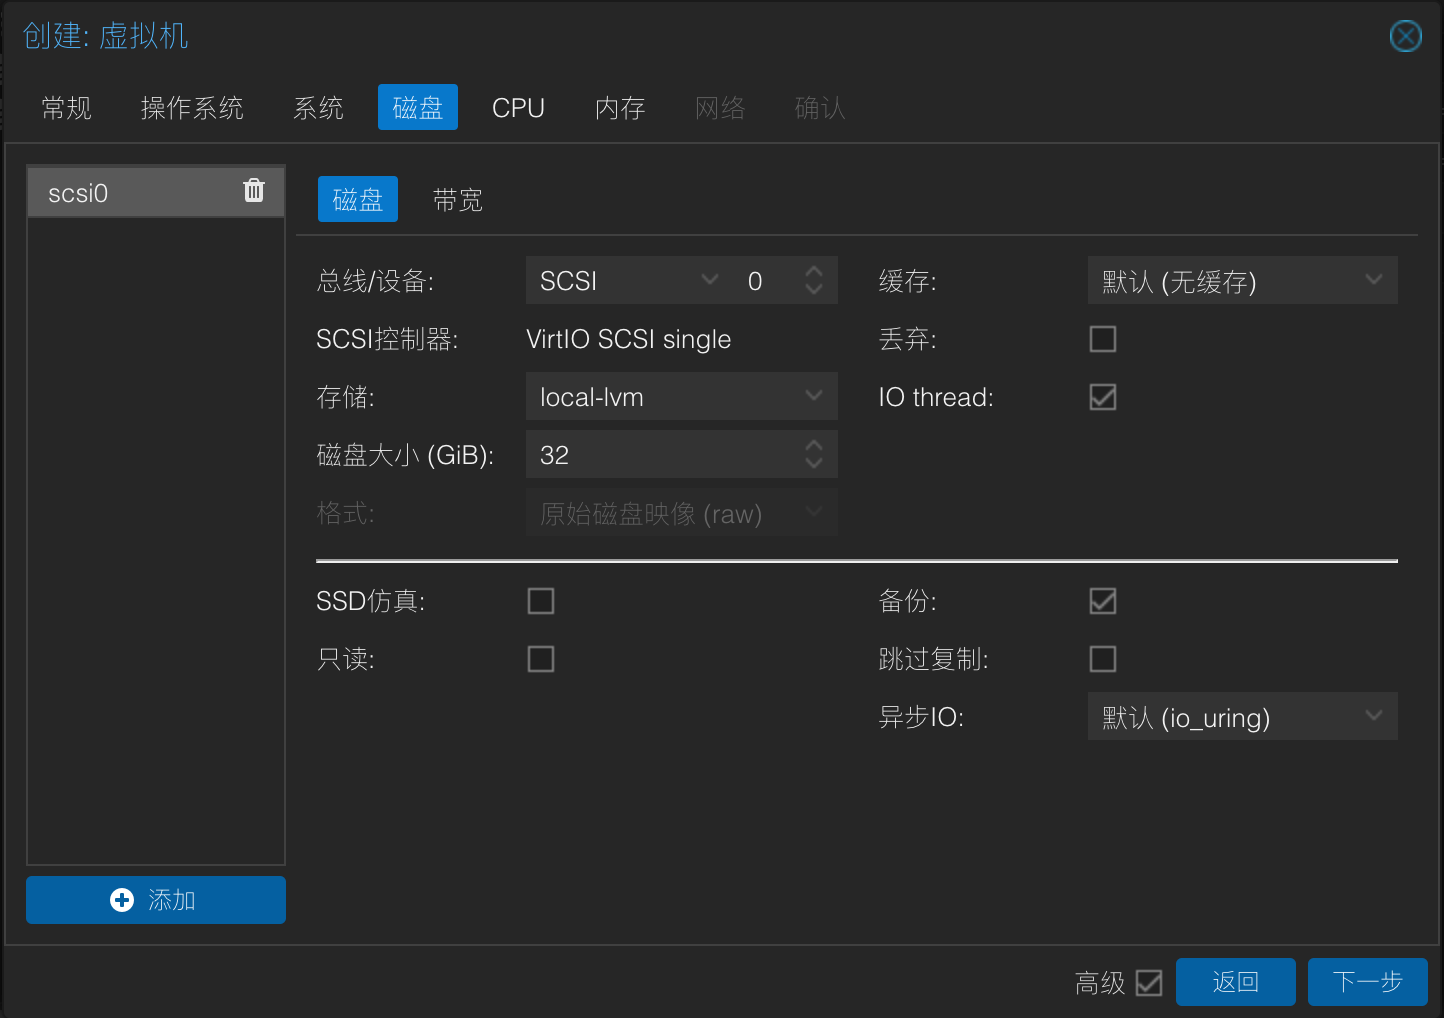 创建: 虚拟机
常规 操作系统 系统 磁盘 CPU 内存 网络 确认
scsi0
磁盘 带宽
总线/设备: SCSI 0 缓存: 默认 (无缓存)
SCSI控制器: VirtIO SCSI single 丢弃:
存储: local-lvm IO thread:
磁盘大小 (GiB): 32
格式: 原始磁盘映像 (raw)
SSD仿真: 备份:
只读: 跳过复制:
异步IO: 默认 (io_uring)
添加
高级 返回 下一步